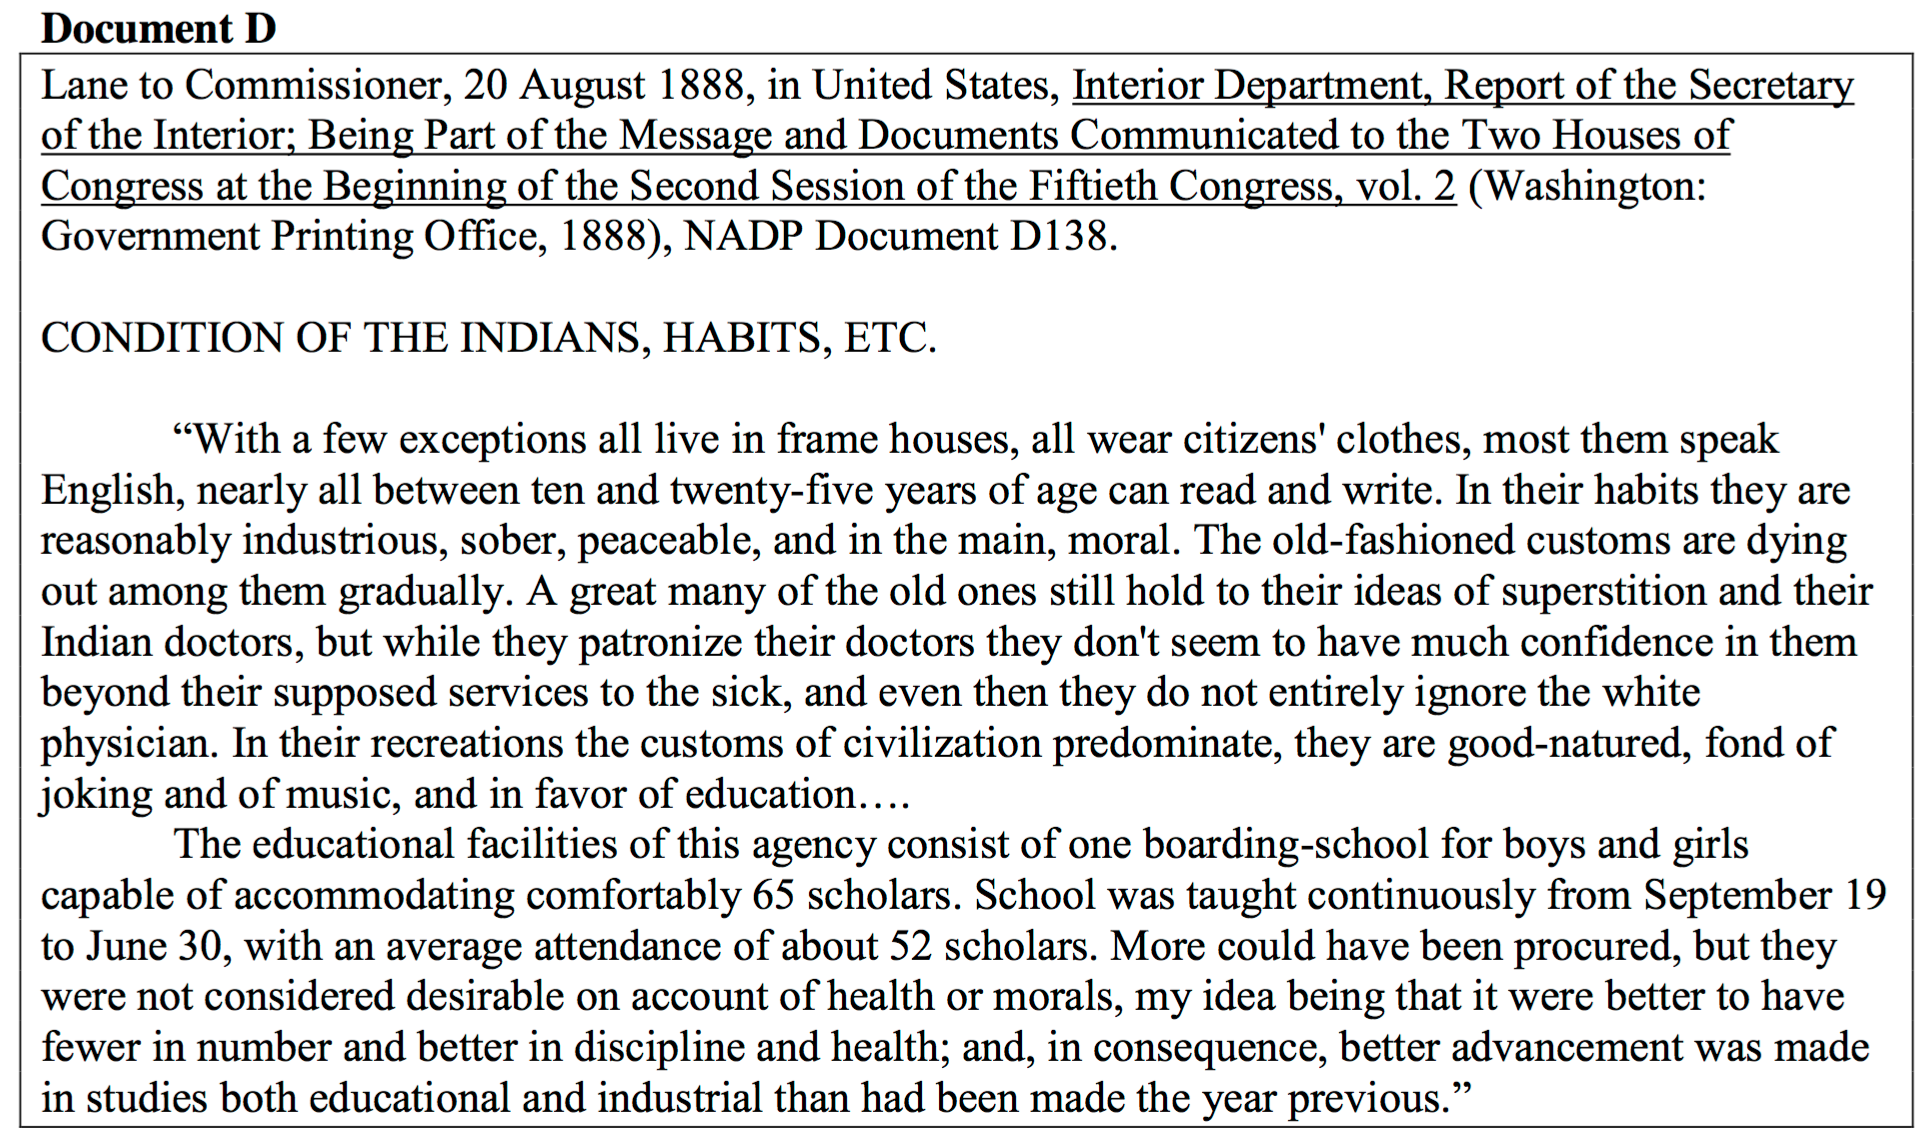 Document D
Lane to Commissioner, 20 August 1888, in United States, Interior Department, Report of the Secretary
of the Interior; Being Part of the Message and Documents Communicated to the Two Houses of
Congress at the Beginning of the Second Session of the Fiftieth Congress, vol. 2 (Washington:
Government Printing Office, 1888), NADP Document D138.
CONDITION OF THE INDIANS, HABITS, ETC.
“With a few exceptions all live in frame houses, all wear citizens' clothes, most them speak
English, nearly all between ten and twenty-five years of age can read and write. In their habits they are
reasonably industrious, sober, peaceable, and in the main, moral. The old-fashioned customs are dying
out among them gradually. A great many of the old ones still hold to their ideas of superstition and their
Indian doctors, but while they patronize their doctors they don't seem to have much confidence in them
beyond their supposed services to the sick, and even then they do not entirely ignore the white
physician. In their recreations the customs of civilization predominate, they are good-natured, fond of
joking and of music, and in favor of education….
The educational facilities of this agency consist of one boarding-school for boys and girls
capable of accommodating comfortably 65 scholars. School was taught continuously from September 19
to June 30, with an average attendance of about 52 scholars. More could have been procured, but they
were not considered desirable on account of health or morals, my idea being that it were better to have
fewer in number and better in discipline and health; and, in consequence, better advancement was made
in studies both educational and industrial than had been made the year previous.”